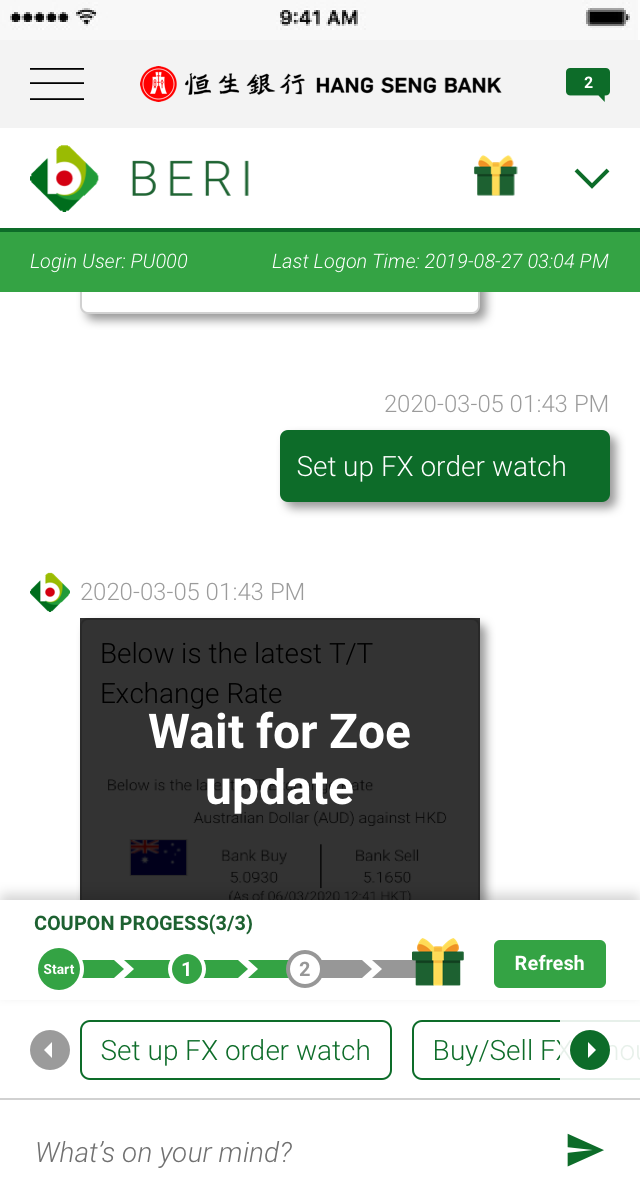 9:41 AM
恒生銀行 HANG SENG BANK
2
BERI
Login User: PU000
Last Logon Time: 2019-08-27 03:04 PM
2020-03-05 01:43 PM
Set up FX order watch
2020-03-05 01:43 PM
Below is the latest T/T
Exchange Rate
Wait for Zoe
update
Below is the la
ate
Australian Dollar (AUD) against HKD
Bank Buy
Bank Sell
5.0930
5.1650
(As of 06/03/2020 12:41 HKT)
COUPON PROGESS(3/3)
Start
1
2
Refresh
Set up FX order watch
Buy/Sell FX
What's on your mind?